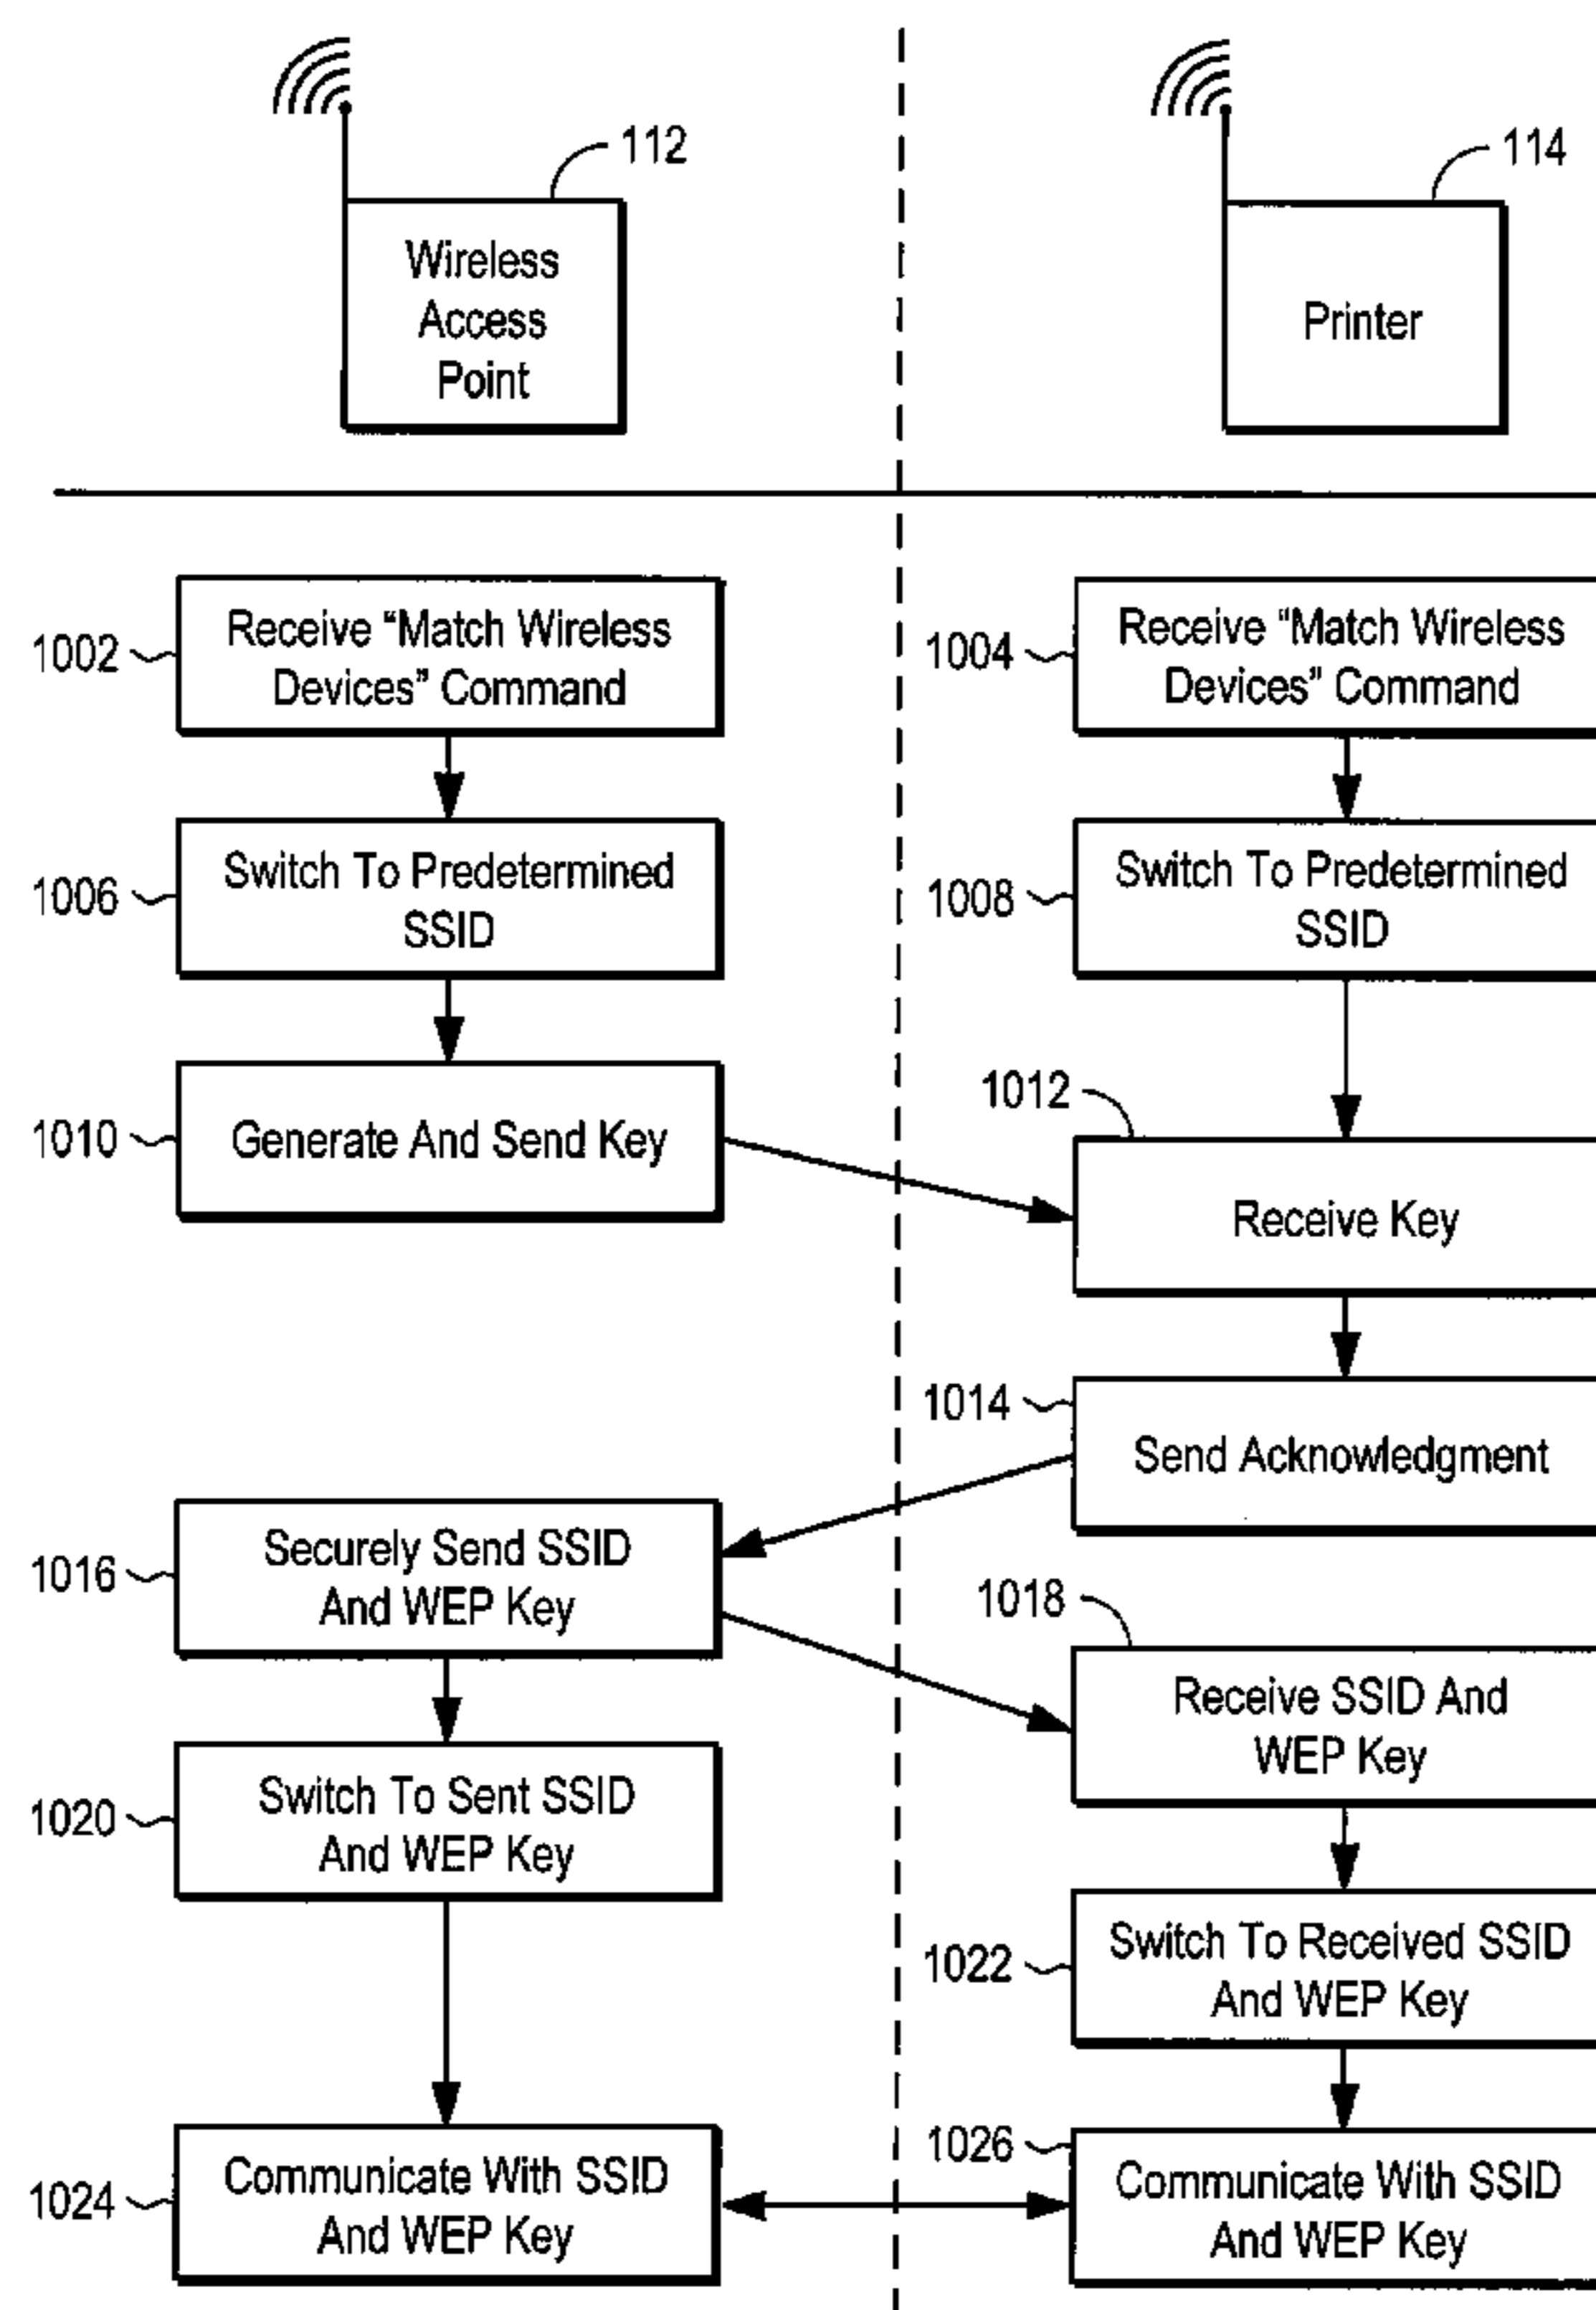 112
114
Wireless
Access
Point
Printer
1002
Receive “Match Wireless
Devices” Command
1004
Receive “Match Wireless
Devices” Command
1006
Switch To Predetermined
SSID
1008
Switch To Predetermined
SSID
1010
Generate And Send Key
1012
Receive Key
1014
Send Acknowledgment
1016
Securely Send SSID
And WEP Key
1018
Receive SSID And
WEP Key
1020
Switch To Sent SSID
And WEP Key
1022
Switch To Received SSID
And WEP Key
1024
Communicate With SSID
And WEP Key
1026
Communicate With SSID
And WEP Key